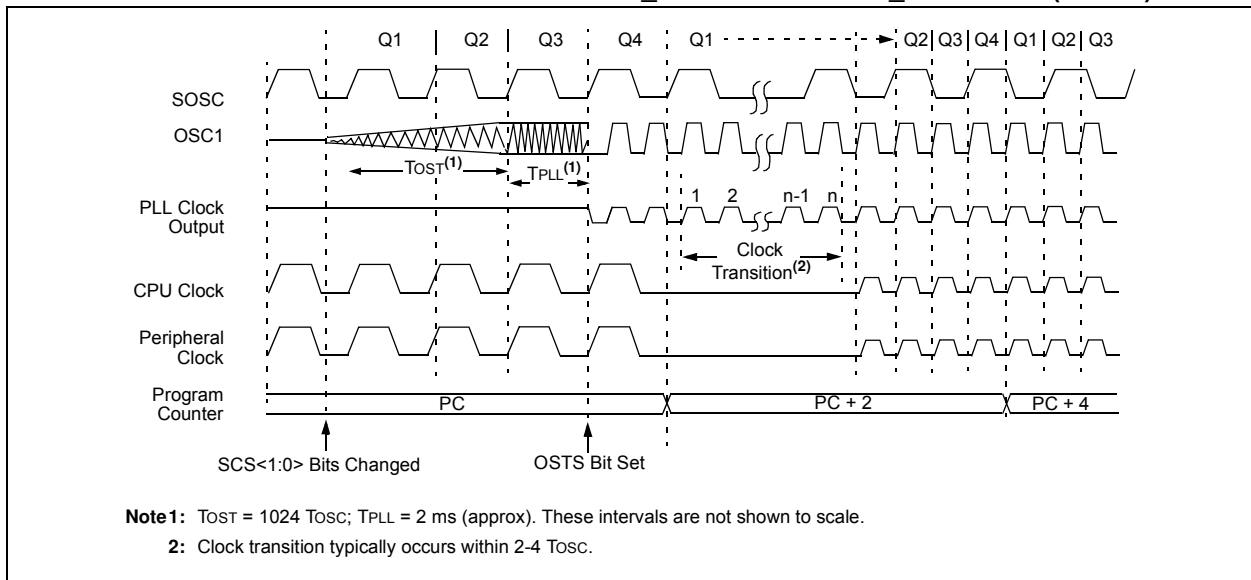 Q1 Q2 Q3 Q4 Q1 Q2 Q3 Q4 Q1 Q2 Q3
SOSC
OSC1
TOST(1) TPLL(1)
1 2 n-1 n
PLL Clock
Output
Clock
Transition(2)
CPU Clock
Peripheral
Clock
Program
Counter
PC PC + 2 PC + 4
SCS<1:0> Bits Changed OSTS Bit Set
Note1: TOST = 1024 TOSC; TPLL = 2 ms (approx). These intervals are not shown to scale.
2: Clock transition typically occurs within 2-4 TOSC.